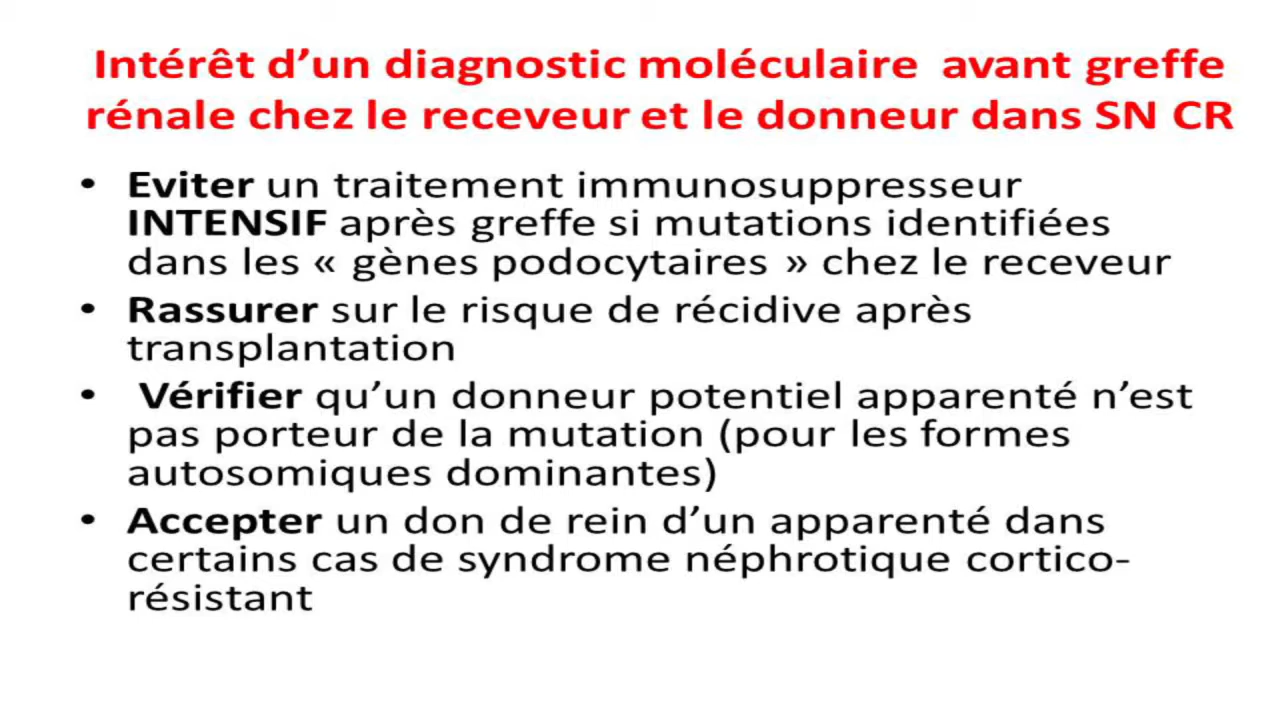 Intérêt d’un diagnostic moléculaire avant greffe
rénale chez le receveur et le donneur dans SN CR
• Eviter un traitement immunosuppresseur
INTENSIF après greffe si mutations identifiées
dans les « gènes podocytaires » chez le receveur
• Rassurer sur le risque de récidive après
transplantation
• Vérifier qu’un donneur potentiel apparenté n’est
pas porteur de la mutation (pour les formes
autosomiques dominantes)
• Accepter un don de rein d’un apparenté dans
certains cas de syndrome néphrotique cortico-
résistant